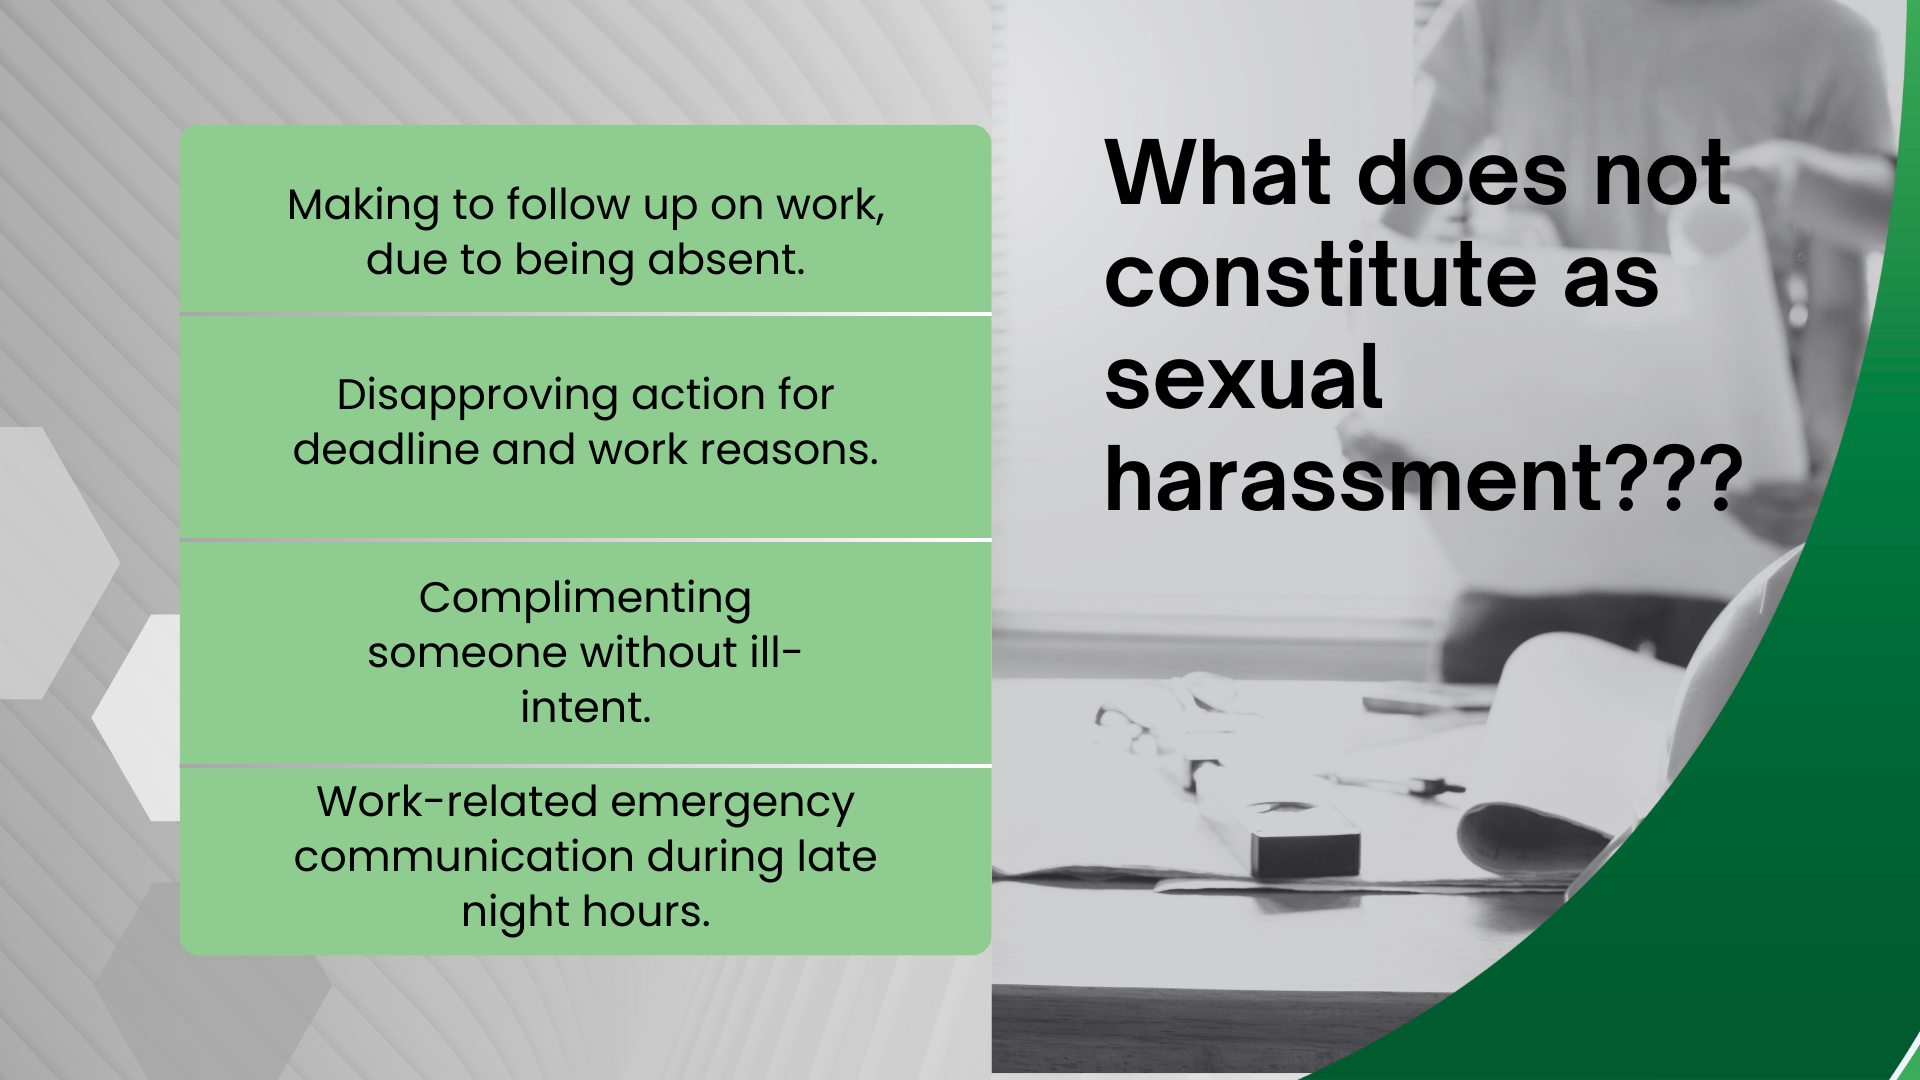 Making to follow up on work,
due to being absent.
Disapproving action for
deadline and work reasons.
Complimenting
someone without ill-
intent.
Work-related emergency
communication during late
night hours.
What does not
constitute as
sexual
harassment???